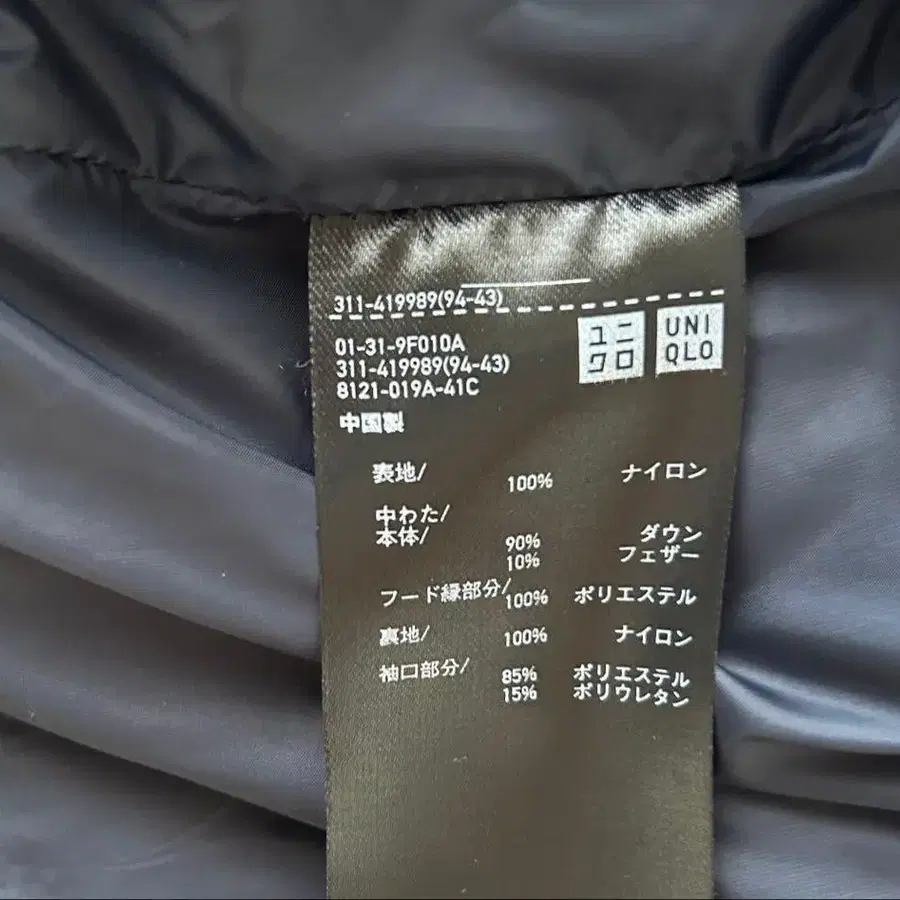 311-419989(94-43)
01-31-9F010A
311-419989(94-43)
8121-019A-41C
ユニ
クロ
UNI
QLO
中国製
表地/ 100% ナイロン
中わた/
本体/ 90% ダウン
10% フェザー
フード縁部分/ 100% ポリエステル
裏地/ 100% ナイロン
袖口部分/ 85% ポリエステル
15% ポリウレタン